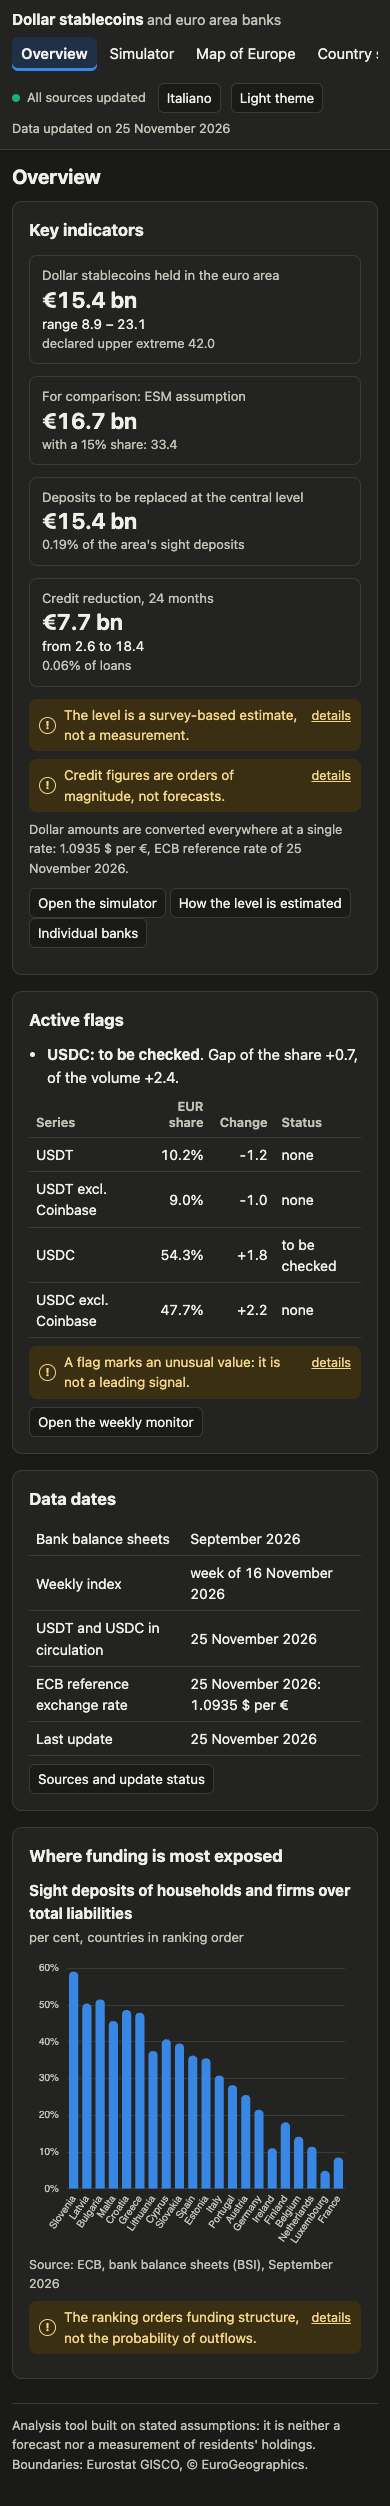 Dollar stablecoins and euro area banks
Overview Simulator Map of Europe Country
All sources updated Italiano Light theme
Data updated on 25 November 2026
Overview
Key indicators
Dollar stablecoins held in the euro area
€15.4 bn
range 8.9 – 23.1
declared upper extreme 42.0
For comparison: ESM assumption
€16.7 bn
with a 15% share: 33.4
Deposits to be replaced at the central level
€15.4 bn
0.19% of the area's sight deposits
Credit reduction, 24 months
€7.7 bn
from 2.6 to 18.4
0.06% of loans
The level is a survey-based estimate, details
not a measurement.
Credit figures are orders of details
magnitude, not forecasts.
Dollar amounts are converted everywhere at a single
rate: 1.0935 $ per €, ECB reference rate of 25
November 2026.
Open the simulator How the level is estimated
Individual banks
Active flags
• USDC: to be checked. Gap of the share +0.7,
of the volume +2.4.
Series EUR share Change Status
USDT 10.2% -1.2 none
USDT excl. Coinbase 9.0% -1.0 none
USDC 54.3% +1.8 to be checked
USDC excl. Coinbase 47.7% +2.2 none
A flag marks an unusual value: it is details
not a leading signal.
Open the weekly monitor
Data dates
Bank balance sheets September 2026
Weekly index week of 16 November 2026
USDT and USDC in circulation 25 November 2026
ECB reference exchange rate 25 November 2026: 1.0935 $ per €
Last update 25 November 2026
Sources and update status
Where funding is most exposed
Sight deposits of households and firms over
total liabilities
per cent, countries in ranking order
60%
50%
40%
30%
20%
10%
0%
Slovenia Latvia Bulgaria Malta Croatia Greece Lithuania Cyprus Slovakia Spain Estonia Italy Portugal Austria Germany Ireland Finland Belgium Netherlands Luxembourg France
Source: ECB, bank balance sheets (BSI), September
2026
The ranking orders funding structure, details
not the probability of outflows.
Analysis tool built on stated assumptions: it is neither a
forecast nor a measurement of residents' holdings.
Boundaries: Eurostat GISCO, © EuroGeographics.